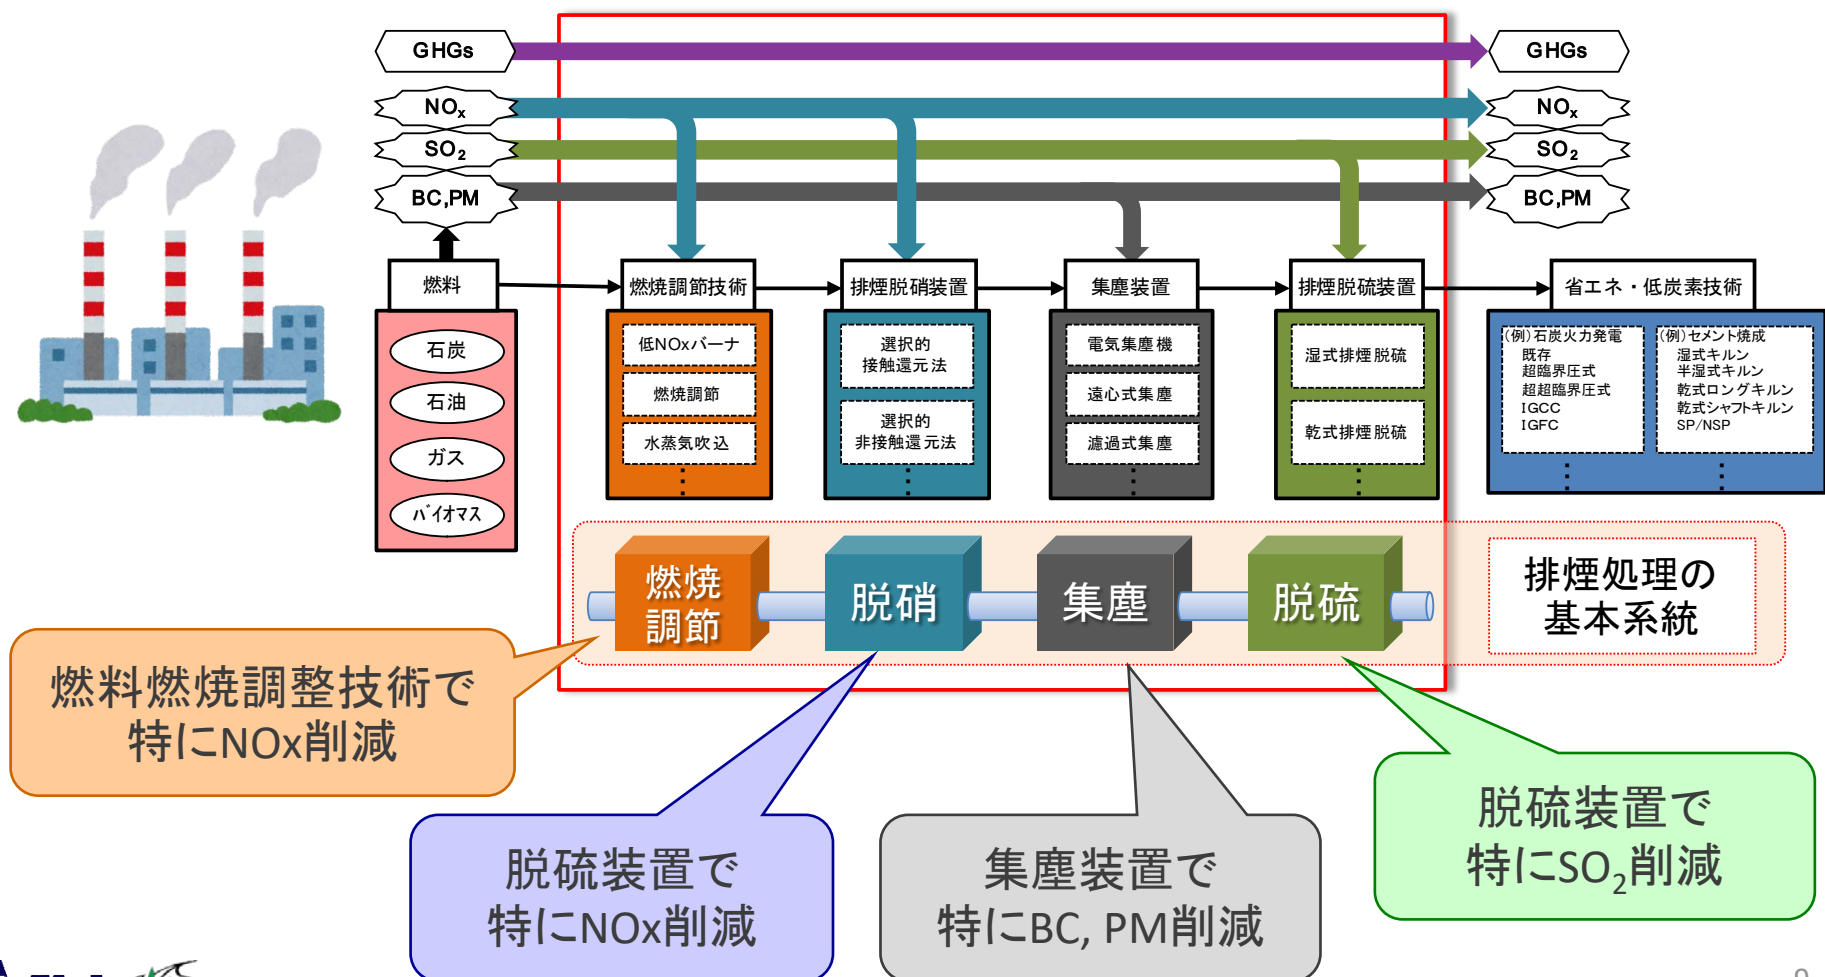 GHGs
GHGs
NOx
NOx
SO2
SO2
BC,PM
BC,PM
燃料
燃焼調節技術
排煙脱硝装置
集塵装置
排煙脱硫装置
省エネ・低炭素技術
石炭
石油
ガス
バイオマス
低NOxバーナ
燃焼調節
水蒸気吹込
選択的
接触還元法
選択的
非接触還元法
電気集塵機
遠心式集塵
濾過式集塵
湿式排煙脱硫
乾式排煙脱硫
(例)石炭火力発電
既存
超臨界圧式
超超臨界圧式
IGCC
IGFC
(例)セメント焼成
湿式キルン
半湿式キルン
乾式ロングキルン
乾式シャフトキルン
SP/NSP
燃焼
調節
脱硝
集塵
脱硫
排煙処理の
基本系統
燃料燃焼調整技術で
特にNOx削減
脱硫装置で
特にNOx削減
集塵装置で
特にBC, PM削減
脱硫装置で
特にSO2削減